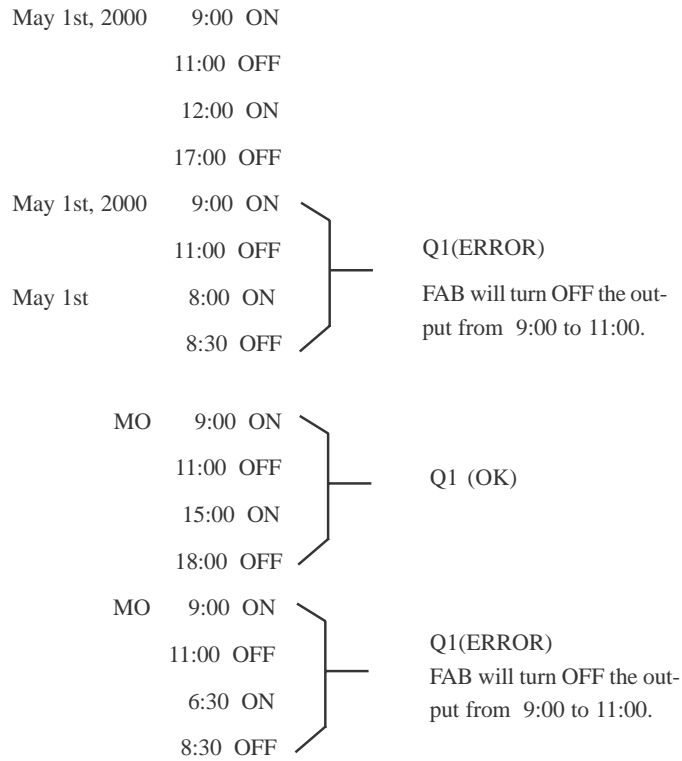 May 1st, 2000 9:00 ON
11:00 OFF
12:00 ON
17:00 OFF
May 1st, 2000 9:00 ON
11:00 OFF
Q1(ERROR)
May 1st 8:00 ON
FAB will turn OFF the out-
put from 9:00 to 11:00.
8:30 OFF
MO 9:00 ON
11:00 OFF
Q1 (OK)
15:00 ON
18:00 OFF
MO 9:00 ON
11:00 OFF
Q1(ERROR)
FAB will turn OFF the out-
6:30 ON
put from 9:00 to 11:00.
8:30 OFF